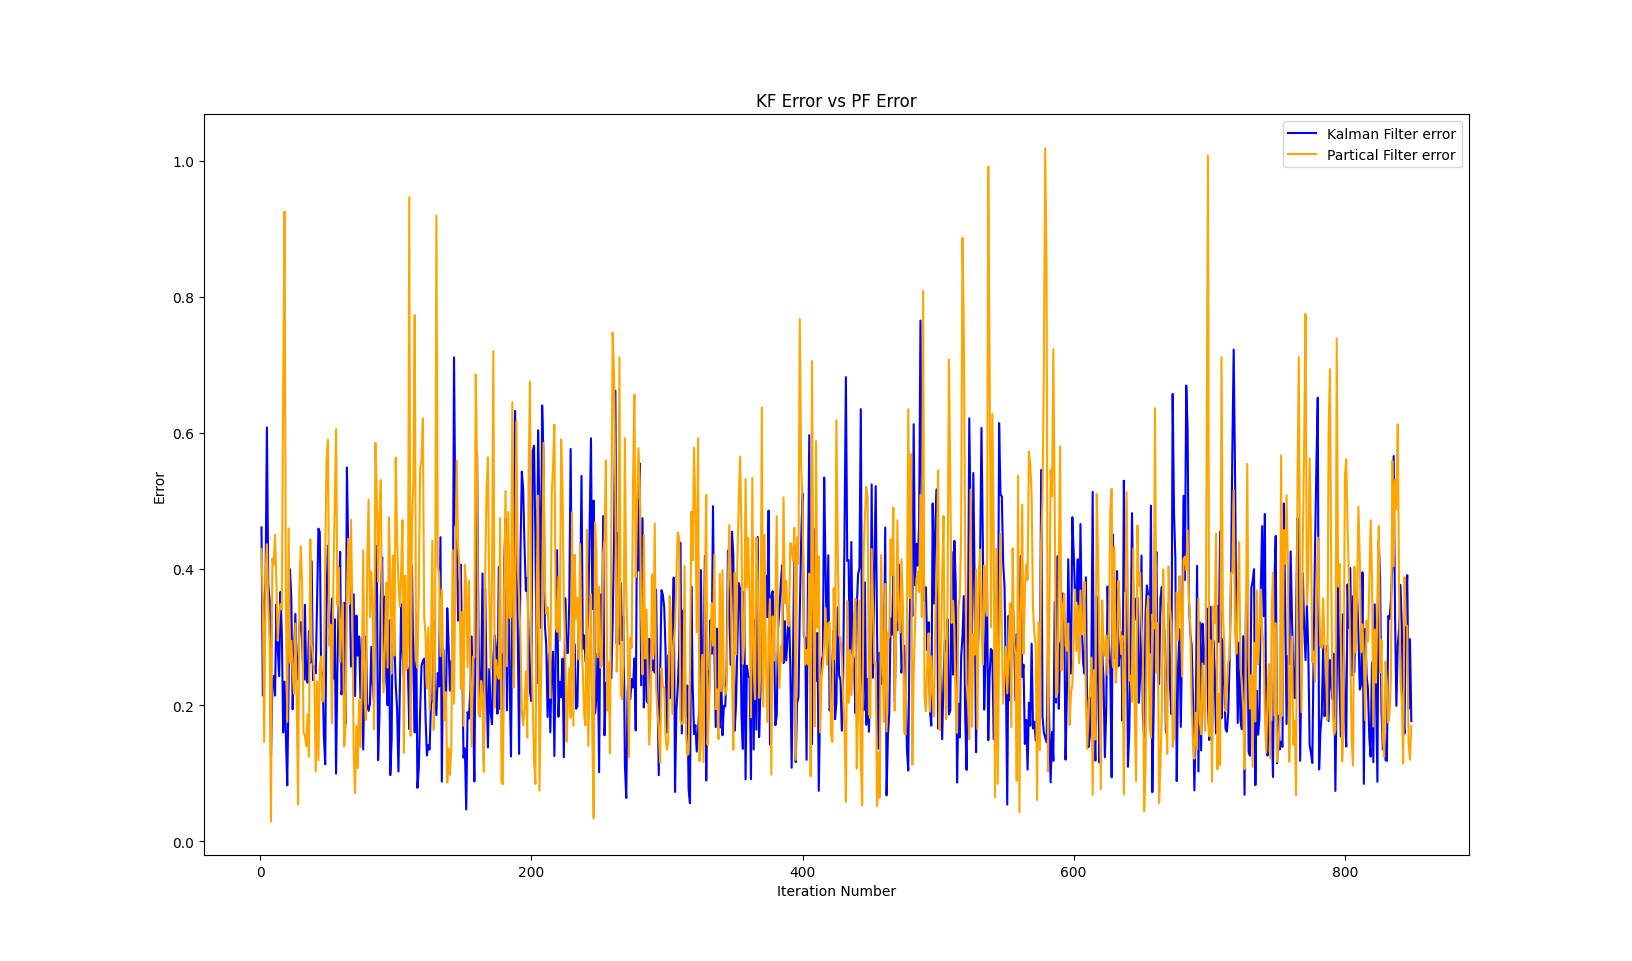 KF Error vs PF Error
Kalman Filter error
Partical Filter error
1.0
0.8
0.6
0.4
0.2
0.0
Error
0 200 400 600 800
Iteration Number